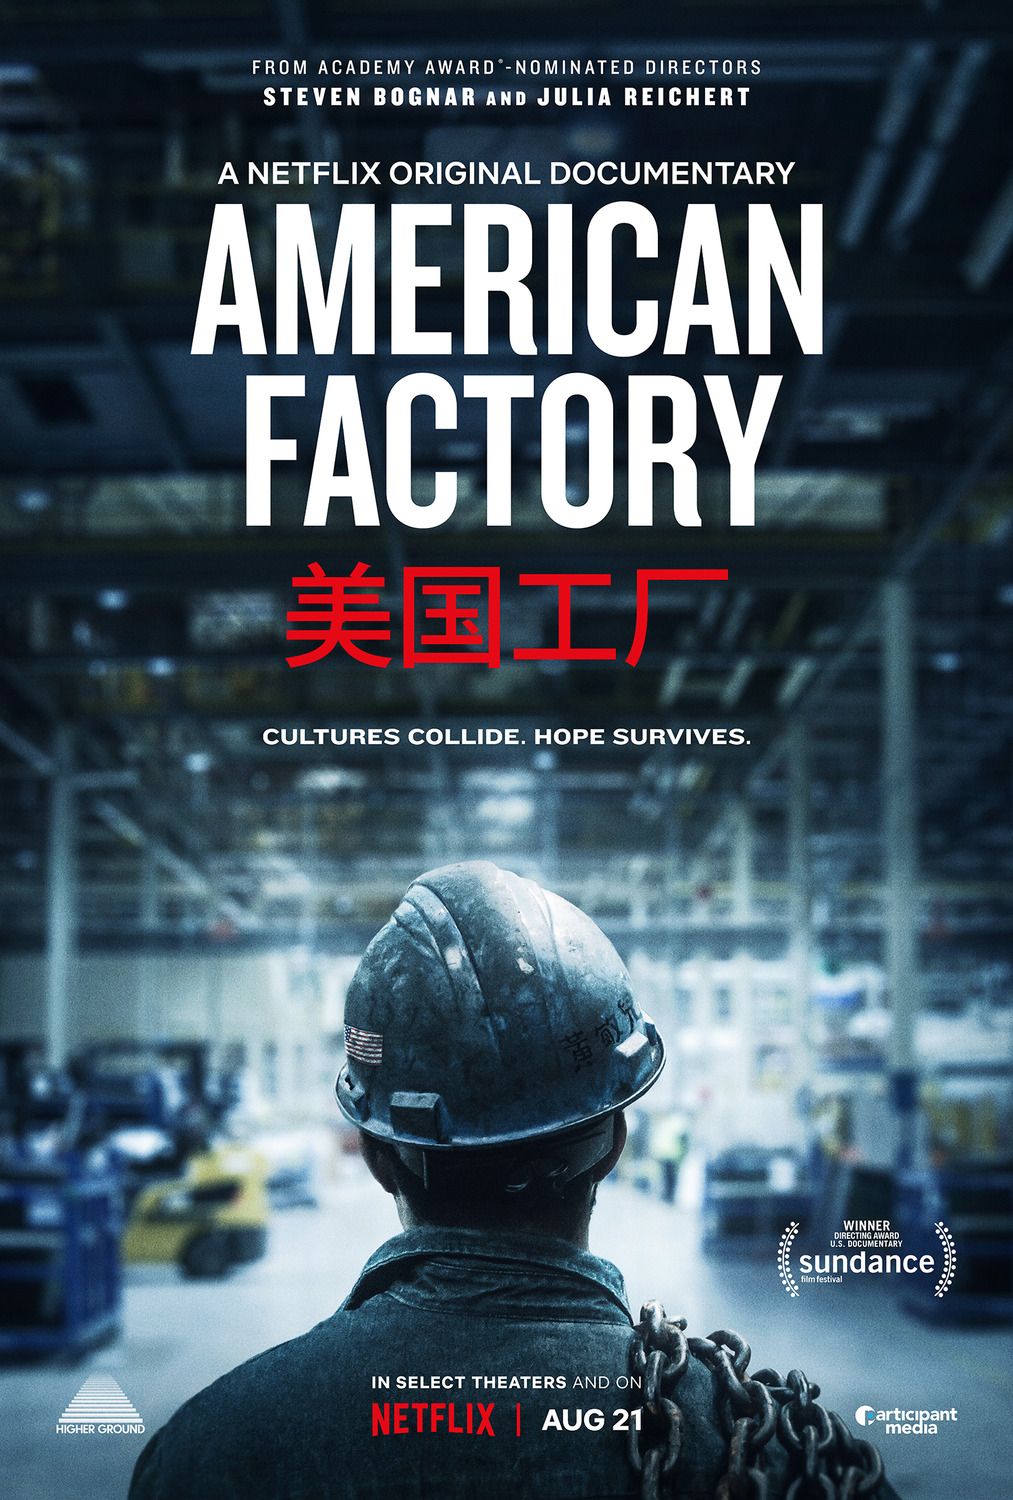 FROM ACADEMY AWARD®-NOMINATED DIRECTORS
STEVEN BOGNAR AND JULIA REICHERT
A NETFLIX ORIGINAL DOCUMENTARY
AMERICAN
FACTORY
美国工厂
CULTURES COLLIDE. HOPE SURVIVES.
黃敏
WINNER
DIRECTING AWARD
U.S. DOCUMENTARY
sundance
film festival
IN SELECT THEATERS AND ON
NETFLIX | AUG 21
HIGHER GROUND
Participant
media